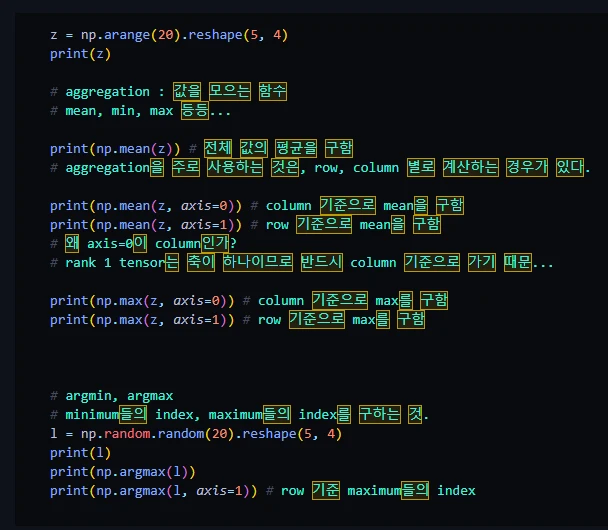 z = np.arange(20).reshape(5, 4)
print(z)
# aggregation : 값을 모으는 함수
# mean, min, max 등등...
print(np.mean(z)) # 전체 값의 평균을 구함
# aggregation을 주로 사용하는 것은, row, column 별로 계산하는 경우가 있다.
print(np.mean(z, axis=0)) # column 기준으로 mean을 구함
print(np.mean(z, axis=1)) # row 기준으로 mean을 구함
# 왜 axis=0이 column인가?
# rank 1 tensor는 축이 하나이므로 반드시 column 기준으로 가기 때문...
print(np.max(z, axis=0)) # column 기준으로 max를 구함
print(np.max(z, axis=1)) # row 기준으로 max를 구함
# argmin, argmax
# minimum들의 index, maximum들의 index를 구하는 것.
l = np.random.random(20).reshape(5, 4)
print(l)
print(np.argmax(l))
print(np.argmax(l, axis=1)) # row 기준 maximum들의 index